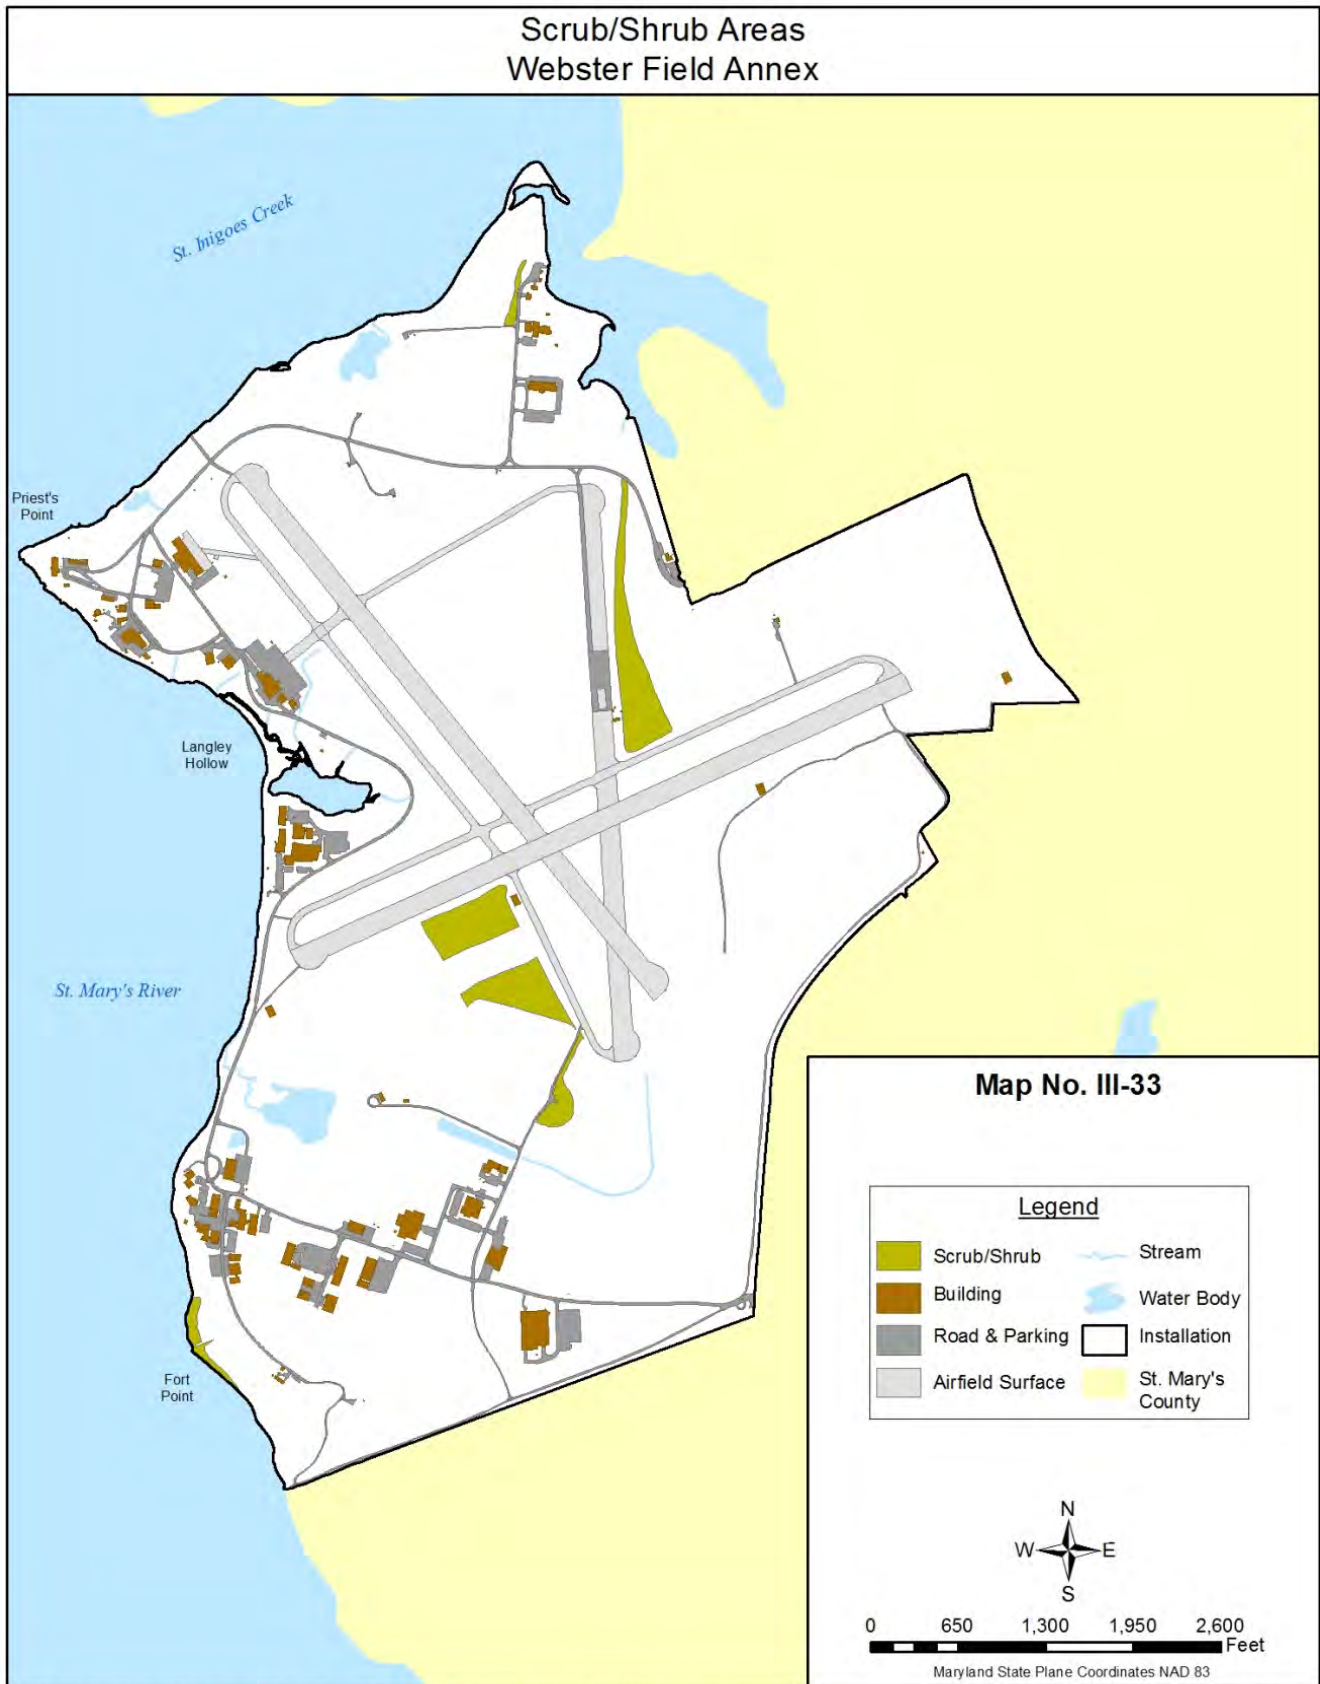 Scrub/Shrub Areas
Webster Field Annex
St. Inigoes Creek
Priest's
Point
Langley
Hollow
St. Mary's River
Fort
Point
Map No. III-33
Legend
Scrub/Shrub
Stream
Building
Water Body
Road & Parking
Installation
Airfield Surface
St. Mary's
County
N
W E
S
0 650 1,300 1,950 2,600
Feet
Maryland State Plane Coordinates NAD 83